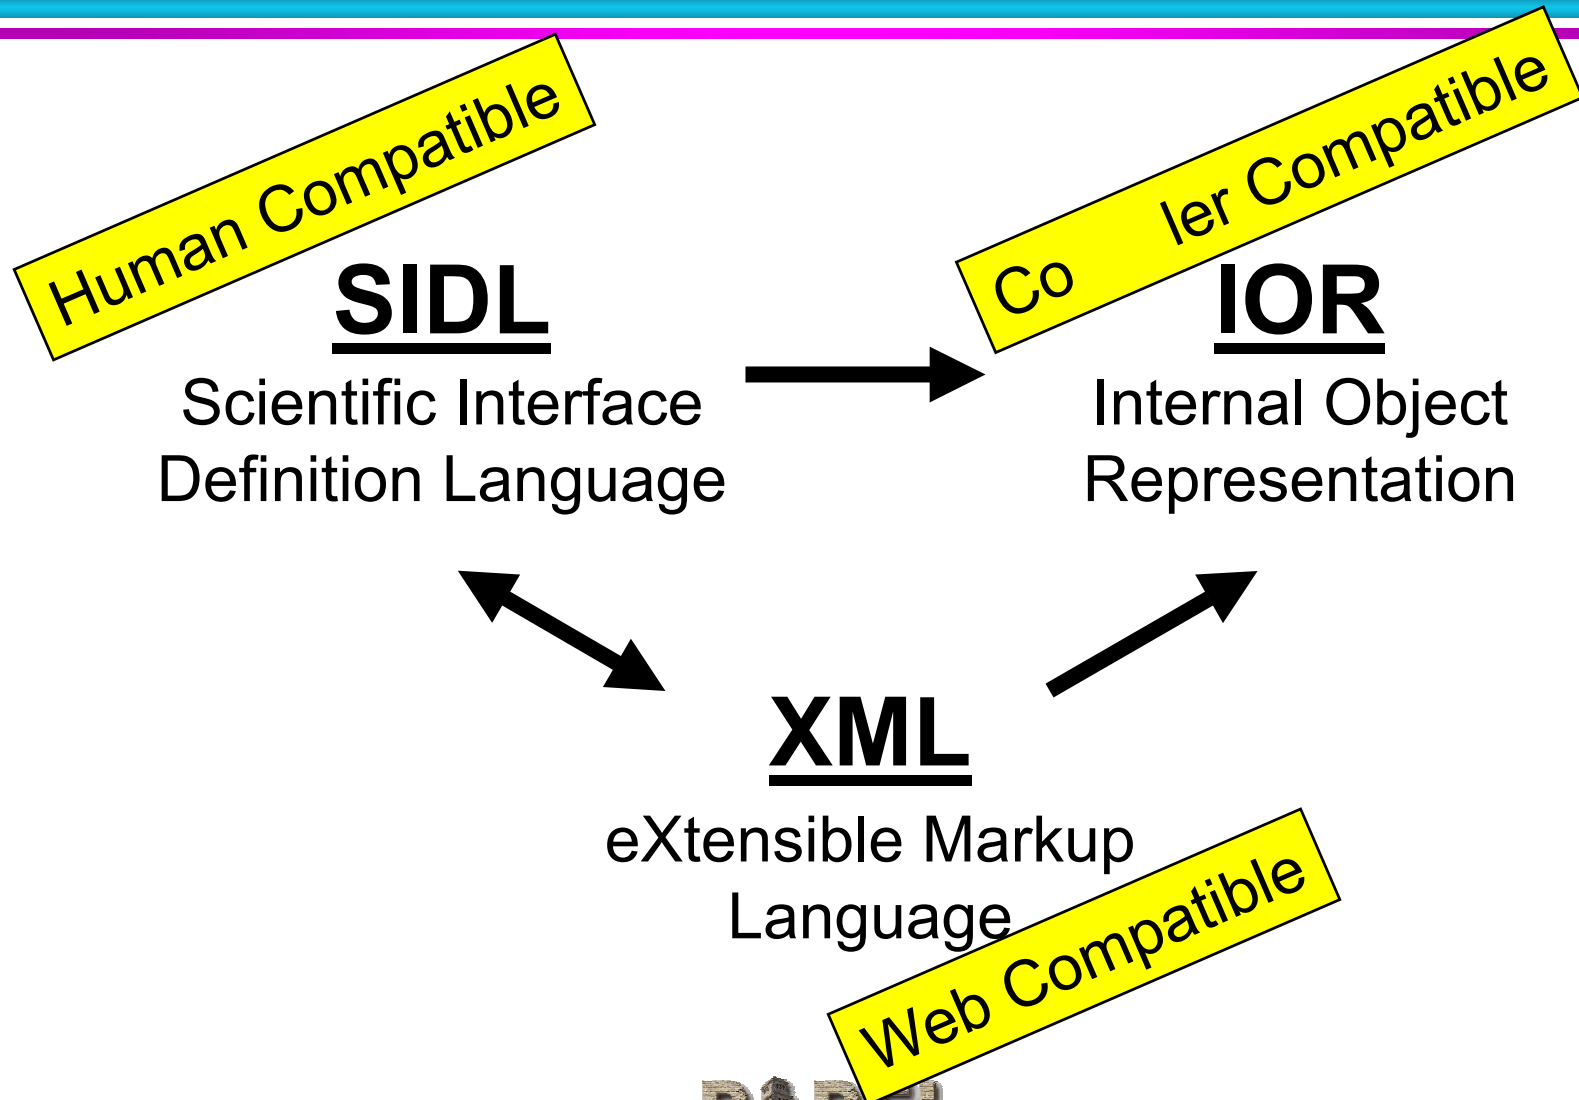 Human Compatible
Co ler Compatible
SIDL
Scientific Interface
Definition Language
IOR
Internal Object
Representation
XML
eXtensible Markup
Language
Web Compatible